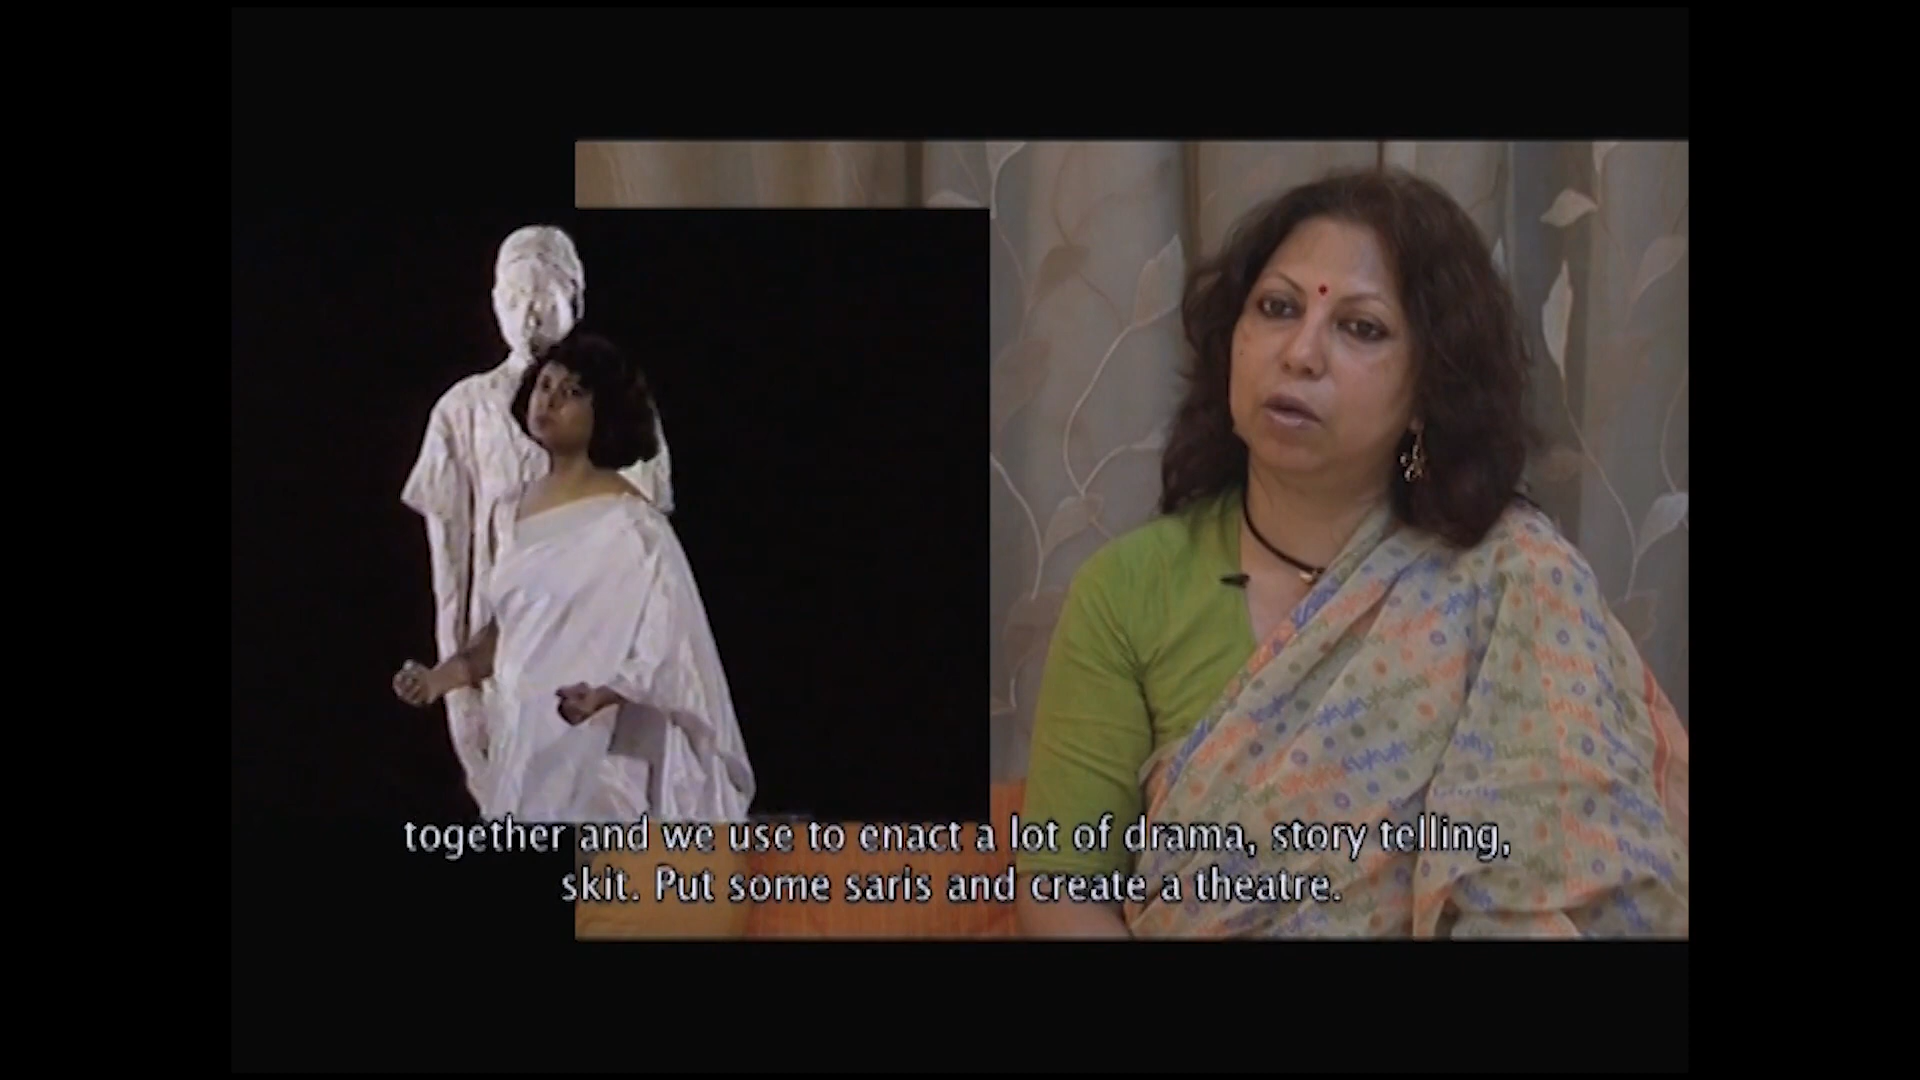 together and we use to enact a lot of drama, story telling,
skit. Put some saris and create a theatre.